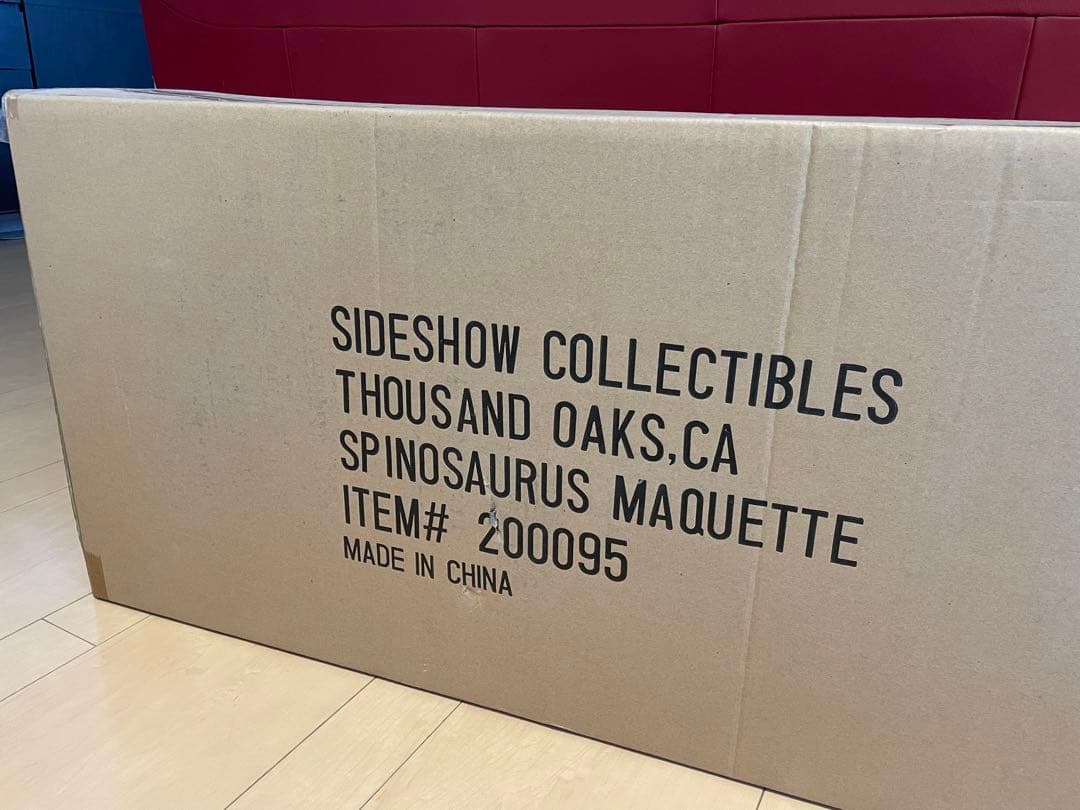 SIDESHOW COLLECTIBLES
THOUSAND OAKS,CA
SPINOSAURUS MAQUETTE
ITEM# 200095
MADE IN CHINA